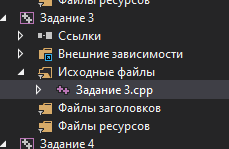 Файлы ресурсов
Задание 3
Ссылки
Внешние зависимости
Исходные файлы
Задание 3.cpp
Файлы заголовков
Файлы ресурсов
Задание 4